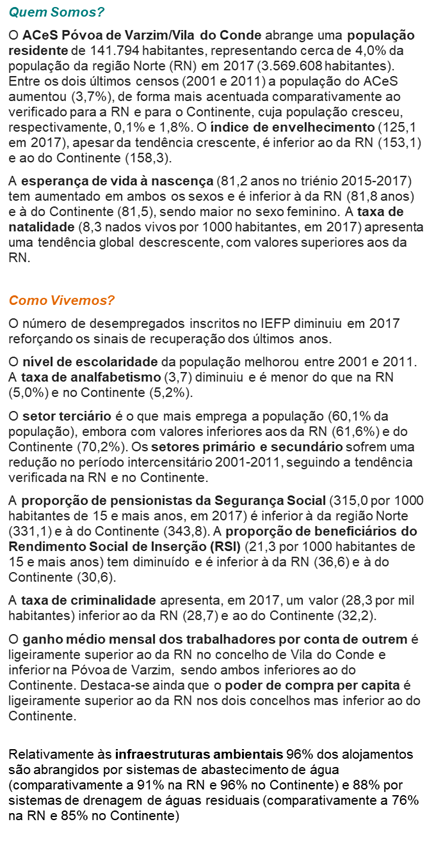 Quem Somos?
O ACeS Póvoa de Varzim/Vila do Conde abrange uma população
residente de 141.794 habitantes, representando cerca de 4,0% da
população da região Norte (RN) em 2017 (3.569.608 habitantes).
Entre os dois últimos censos (2001 e 2011) a população do ACeS
aumentou (3,7%), de forma mais acentuada comparativamente ao
verificado para a RN e para o Continente, cuja população cresceu,
respectivamente, 0,1% e 1,8%. O índice de envelhecimento (125,1
em 2017), apesar da tendência crescente, é inferior ao da RN (153,1)
e ao do Continente (158,3).
A esperança de vida à nascença (81,2 anos no triénio 2015-2017)
tem aumentado em ambos os sexos e é inferior à da RN (81,8 anos)
e à do Continente (81,5), sendo maior no sexo feminino. A taxa de
natalidade (8,3 nados vivos por 1000 habitantes, em 2017) apresenta
uma tendência global descrescente, com valores superiores aos da
RN.
Como Vivemos?
O número de desempregados inscritos no IEFP diminuiu em 2017
reforçando os sinais de recuperação dos últimos anos.
O nível de escolaridade da população melhorou entre 2001 e 2011.
A taxa de analfabetismo (3,7) diminuiu e é menor do que na RN
(5,0%) e no Continente (5,2%).
O setor terciário é o que mais emprega a população (60,1% da
população), embora com valores inferiores aos da RN (61,6%) e do
Continente (70,2%). Os setores primário e secundário sofrem uma
redução no período intercensitário 2001-2011, seguindo a tendência
verificada na RN e no Continente.
A proporção de pensionistas da Segurança Social (315,0 por 1000
habitantes de 15 e mais anos, em 2017) é inferior à da região Norte
(331,1) e à do Continente (343,8). A proporção de beneficiários do
Rendimento Social de Inserção (RSI) (21,3 por 1000 habitantes de
15 e mais anos) tem diminuído e é inferior à da RN (36,6) e à do
Continente (30,6).
A taxa de criminalidade apresenta, em 2017, um valor (28,3 por mil
habitantes) inferior ao da RN (28,7) e ao do Continente (32,2).
O ganho médio mensal dos trabalhadores por conta de outrem é
ligeiramente superior ao da RN no concelho de Vila do Conde e
inferior na Póvoa de Varzim, sendo ambos inferiores ao do
Continente. Destaca-se ainda que o poder de compra per capita é
ligeiramente superior ao da RN nos dois concelhos mas inferior ao do
Continente.
Relativamente às infraestruturas ambientais 96% dos alojamentos
são abrangidos por sistemas de abastecimento de água
(comparativamente a 91% na RN e 96% no Continente) e 88% por
sistemas de drenagem de águas residuais (comparativamente a 76%
na RN e 85% no Continente)